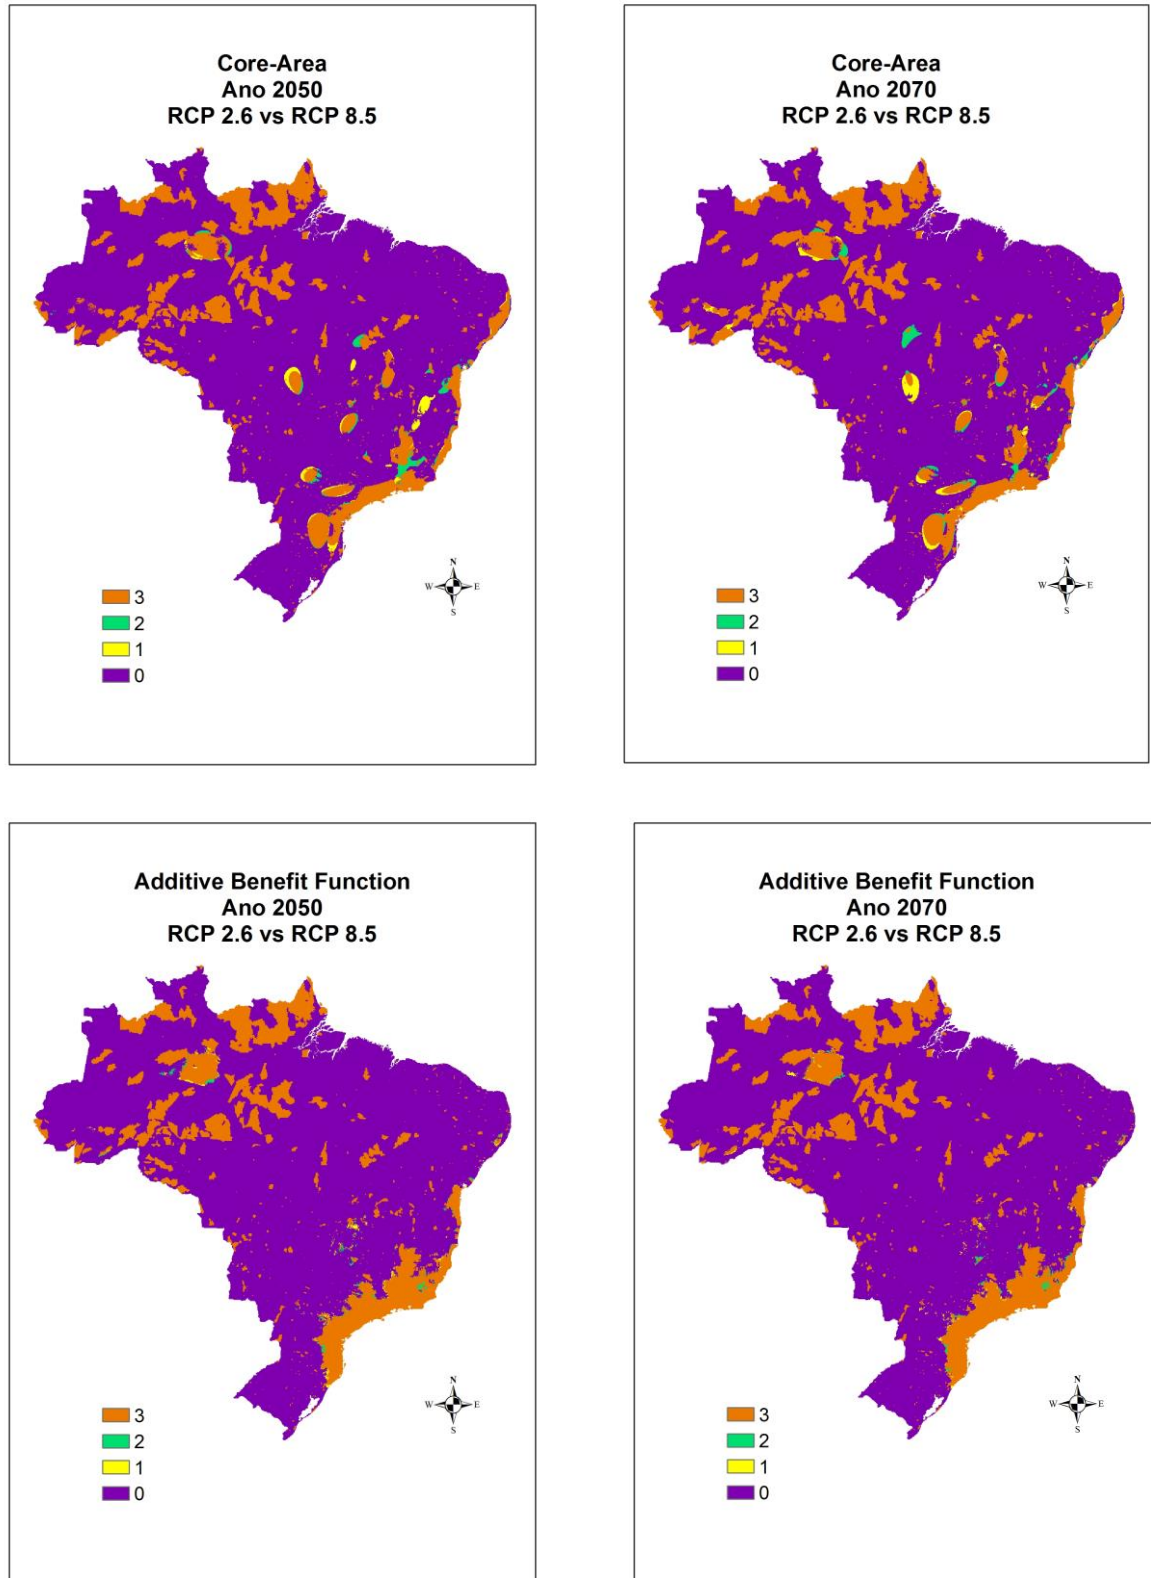 Core-Area
Ano 2050
RCP 2.6 vs RCP 8.5
N
W E
S
3
2
1
0
Core-Area
Ano 2070
RCP 2.6 vs RCP 8.5
N
W E
S
3
2
1
0
Additive Benefit Function
Ano 2050
RCP 2.6 vs RCP 8.5
N
W E
S
3
2
1
0
Additive Benefit Function
Ano 2070
RCP 2.6 vs RCP 8.5
N
W E
S
3
2
1
0